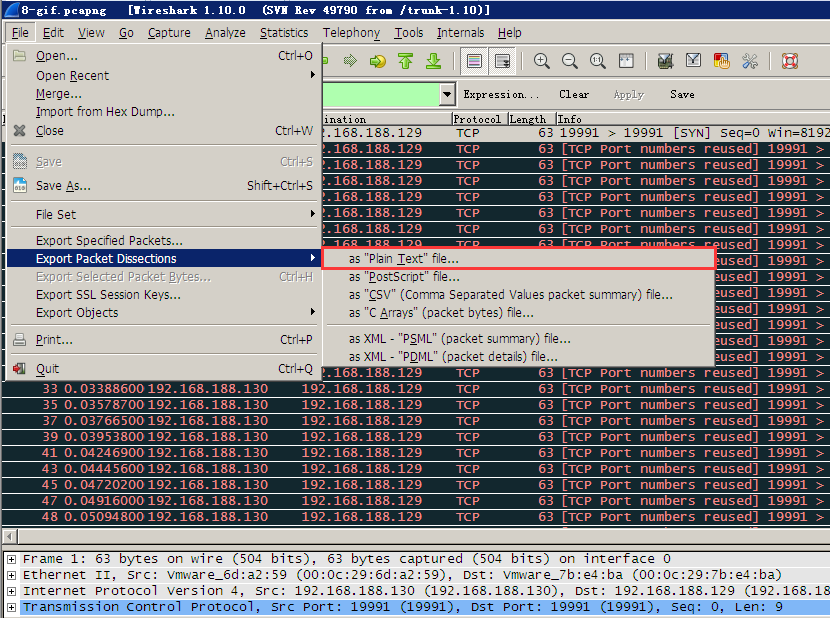 8-gif.pcapng   [Wireshark 1.10.0  (SVN Rev 49790 from /trunk-1.10)]
File Edit View Go Capture Analyze Statistics Telephony Tools Internals Help
Open... Ctrl+O
Open Recent
Merge...
Import from Hex Dump...
Close Ctrl+W
Save Ctrl+S
Save As... Shift+Ctrl+S
File Set
Export Specified Packets...
Export Packet Dissections
Export Selected Packet Bytes... Ctrl+H
Export SSL Session Keys...
Export Objects
Print... Ctrl+P
Quit Ctrl+Q
as "Plain Text" file...
as "PostScript" file...
as "CSV" (Comma Separated Values packet summary) file...
as "C Arrays" (packet bytes) file...
as XML - "PSML" (packet summary) file...
as XML - "PDML" (packet details) file...
Expression... Clear Apply Save
ination Protocol Length Info
.168.188.129 TCP 63 19991 > 19991 [SYN] Seq=0 Win=8192
.168.188.129 TCP 63 [TCP Port numbers reused] 19991 >
.168.188.129 TCP 63 [TCP Port numbers reused] 19991 >
.168.188.129 TCP 63 [TCP Port numbers reused] 19991 >
.168.188.129 TCP 63 [TCP Port numbers reused] 19991 >
.168.188.129 TCP 63 [TCP Port numbers reused] 19991 >
.168.188.129 TCP 63 [TCP Port numbers reused] 19991 >
.168.188.129 TCP 63 [TCP Port numbers reused] 19991 >
19991 >
19991 >
19991 >
19991 >
19991 >
19991 >
19991 >
.168.188.129 TCP 63 [TCP Port numbers reused] 19991 >
33 0.03388600 192.168.188.130 192.168.188.129 TCP 63 [TCP Port numbers reused] 19991 >
35 0.03578700 192.168.188.130 192.168.188.129 TCP 63 [TCP Port numbers reused] 19991 >
37 0.03766500 192.168.188.130 192.168.188.129 TCP 63 [TCP Port numbers reused] 19991 >
39 0.03953800 192.168.188.130 192.168.188.129 TCP 63 [TCP Port numbers reused] 19991 >
41 0.04246900 192.168.188.130 192.168.188.129 TCP 63 [TCP Port numbers reused] 19991 >
43 0.04445600 192.168.188.130 192.168.188.129 TCP 63 [TCP Port numbers reused] 19991 >
45 0.04720200 192.168.188.130 192.168.188.129 TCP 63 [TCP Port numbers reused] 19991 >
47 0.04916000 192.168.188.130 192.168.188.129 TCP 63 [TCP Port numbers reused] 19991 >
48 0.05094800 192.168.188.130 192.168.188.129 TCP 63 [TCP Port numbers reused] 19991 >
Frame 1: 63 bytes on wire (504 bits), 63 bytes captured (504 bits) on interface 0
Ethernet II, Src: Vmware_6d:a2:59 (00:0c:29:6d:a2:59), Dst: Vmware_7b:e4:ba (00:0c:29:7b:e4:ba)
Internet Protocol Version 4, Src: 192.168.188.130 (192.168.188.130), Dst: 192.168.188.129 (192.168
Transmission Control Protocol, Src Port: 19991 (19991), Dst Port: 19991 (19991), Seq: 0, Len: 9